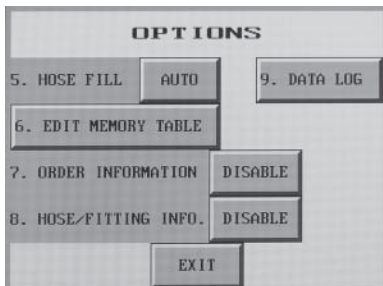 OPTIONS
5. HOSE FILL AUTO 9. DATA LOG
6. EDIT MEMORY TABLE
7. ORDER INFORMATION DISABLE
8. HOSE/FITTING INFO. DISABLE
EXIT